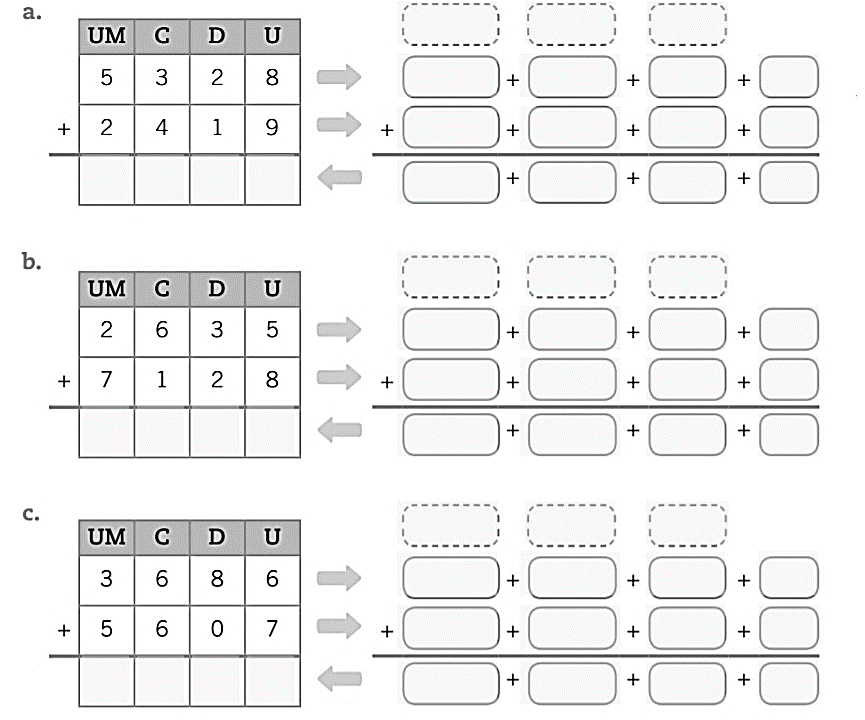 a.
UM C D U
5 3 2 8 + + +
+ 2 4 1 9 + + + +
+ + +
b.
UM C D U
2 6 3 5 + + +
+ 7 1 2 8 + + + +
+ + +
c.
UM C D U
3 6 8 6 + + +
+ 5 6 0 7 + + + +
+ + +